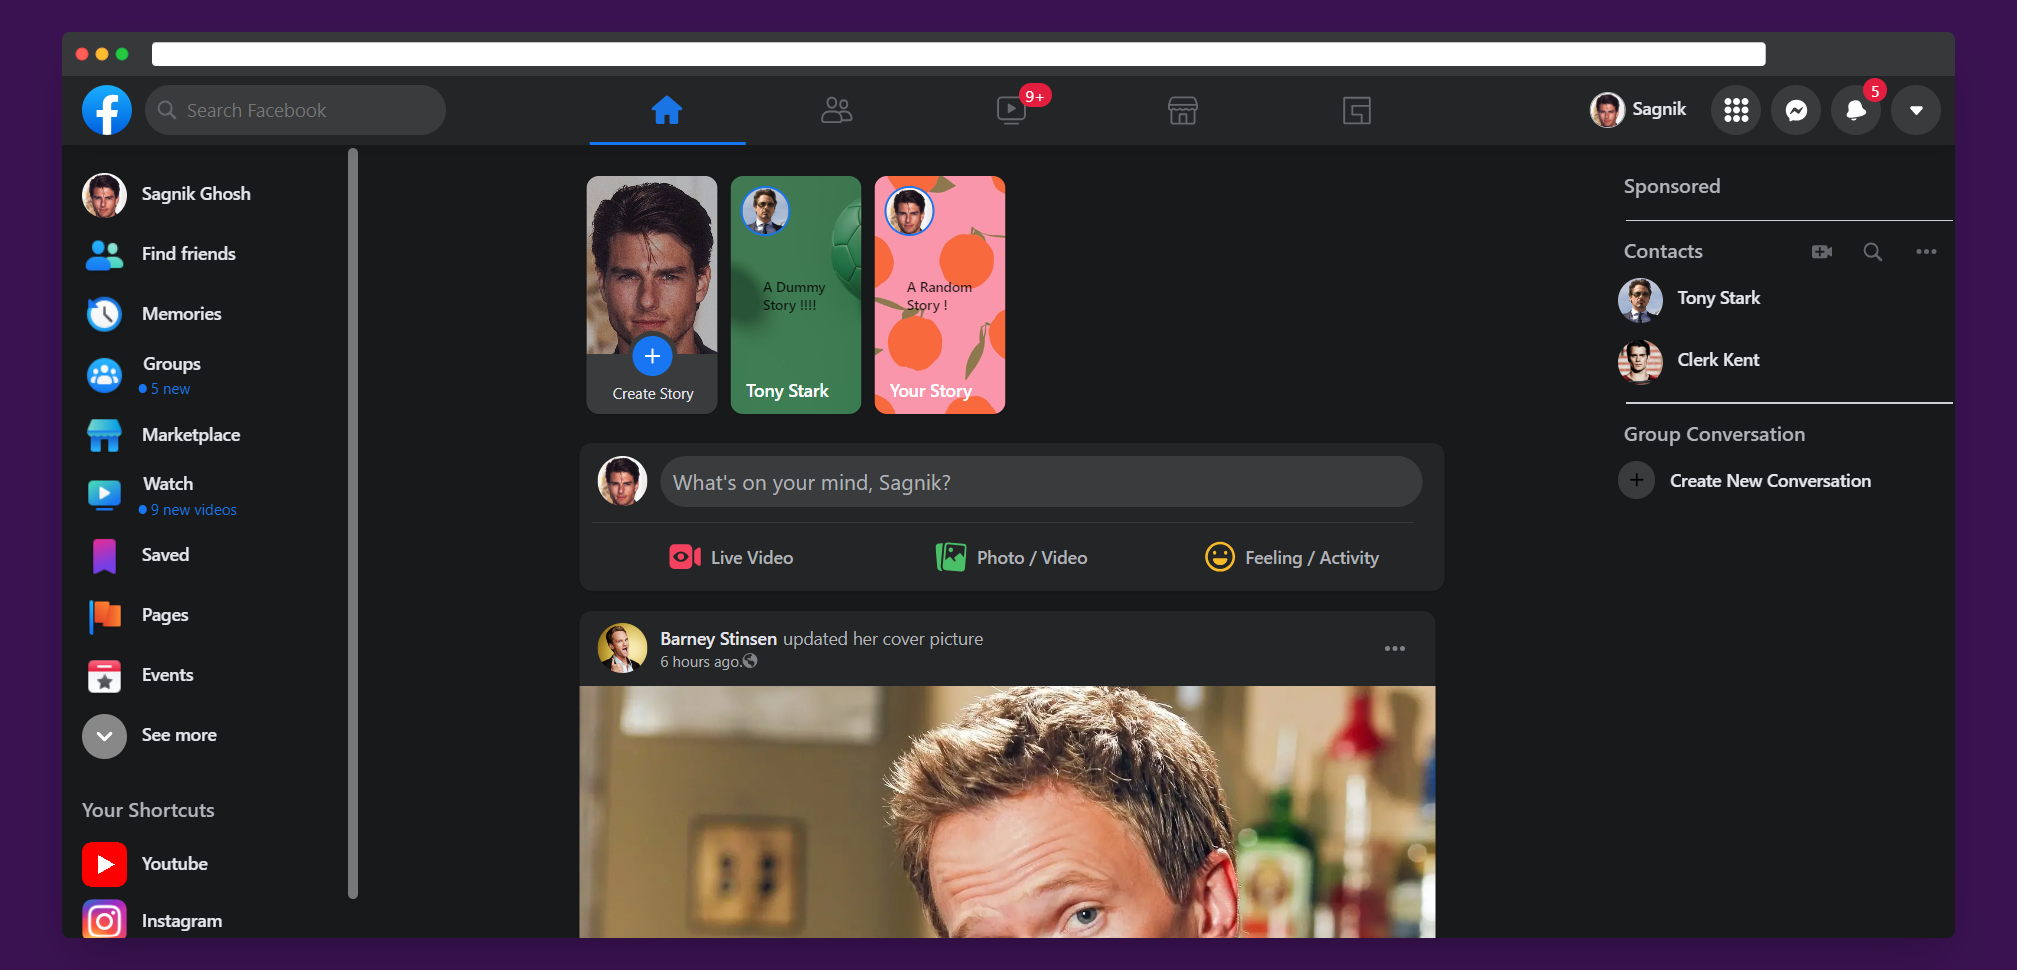 Search Facebook
9+
Sagnik
5
Sagnik Ghosh
Find friends
Memories
Groups
5 new
Marketplace
Watch
9 new videos
Saved
Pages
Events
See more
Your Shortcuts
Youtube
Instagram
Create Story
A Dummy
Story !!!!
Tony Stark
A Random
Story !
Your Story
What's on your mind, Sagnik?
Live Video
Photo / Video
Feeling / Activity
Barney Stinsen updated her cover picture
6 hours ago.
Sponsored
Contacts
Tony Stark
Clerk Kent
Group Conversation
Create New Conversation